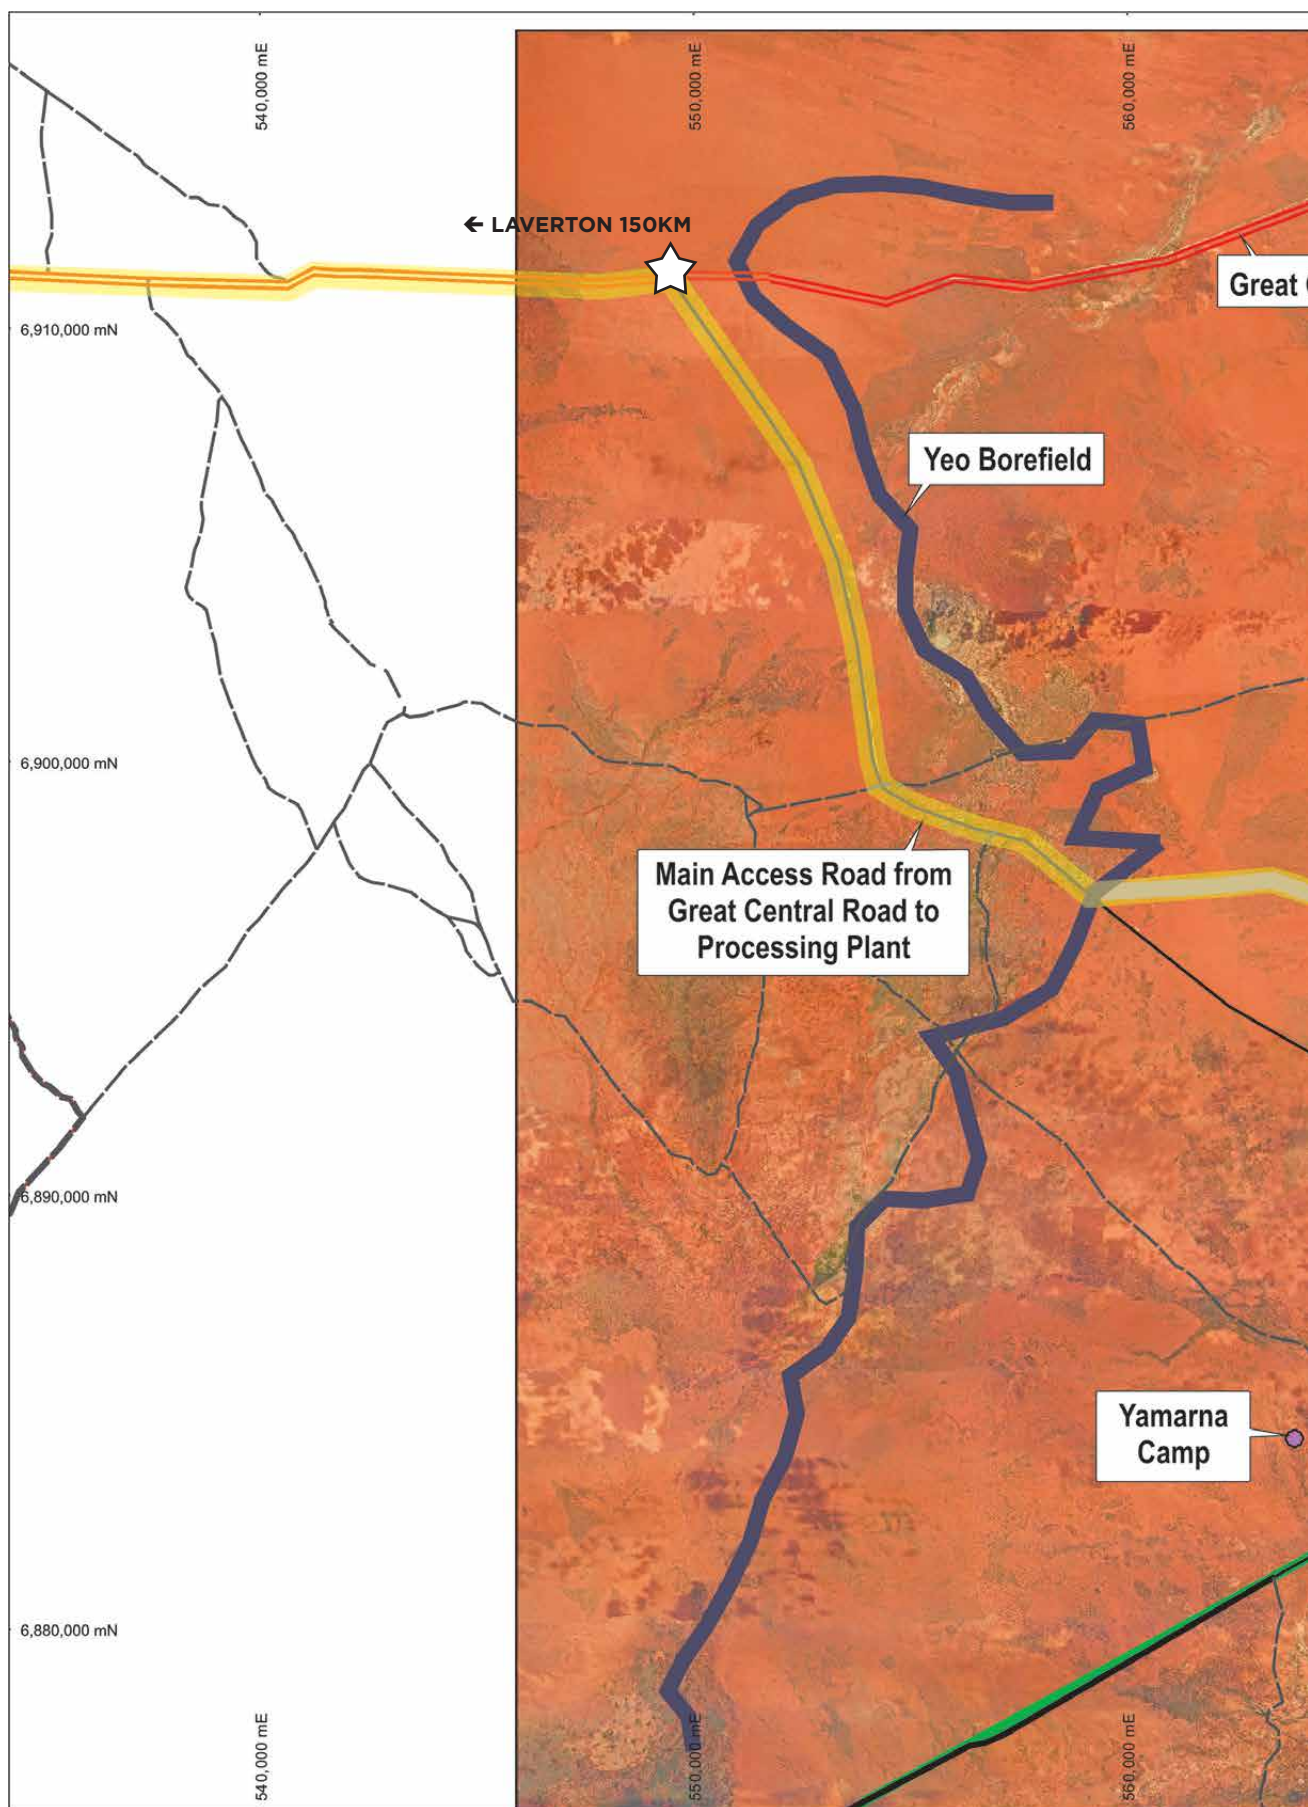 540,000 mE
550,000 mE
560,000 mE
← LAVERTON 150KM
Great
6,910,000 mN
Yeo Borefield
6,900,000 mN
Main Access Road from
Great Central Road to
Processing Plant
6,890,000 mN
Yamarna
Camp
6,880,000 mN
540,000 mE
550,000 mE
560,000 mE